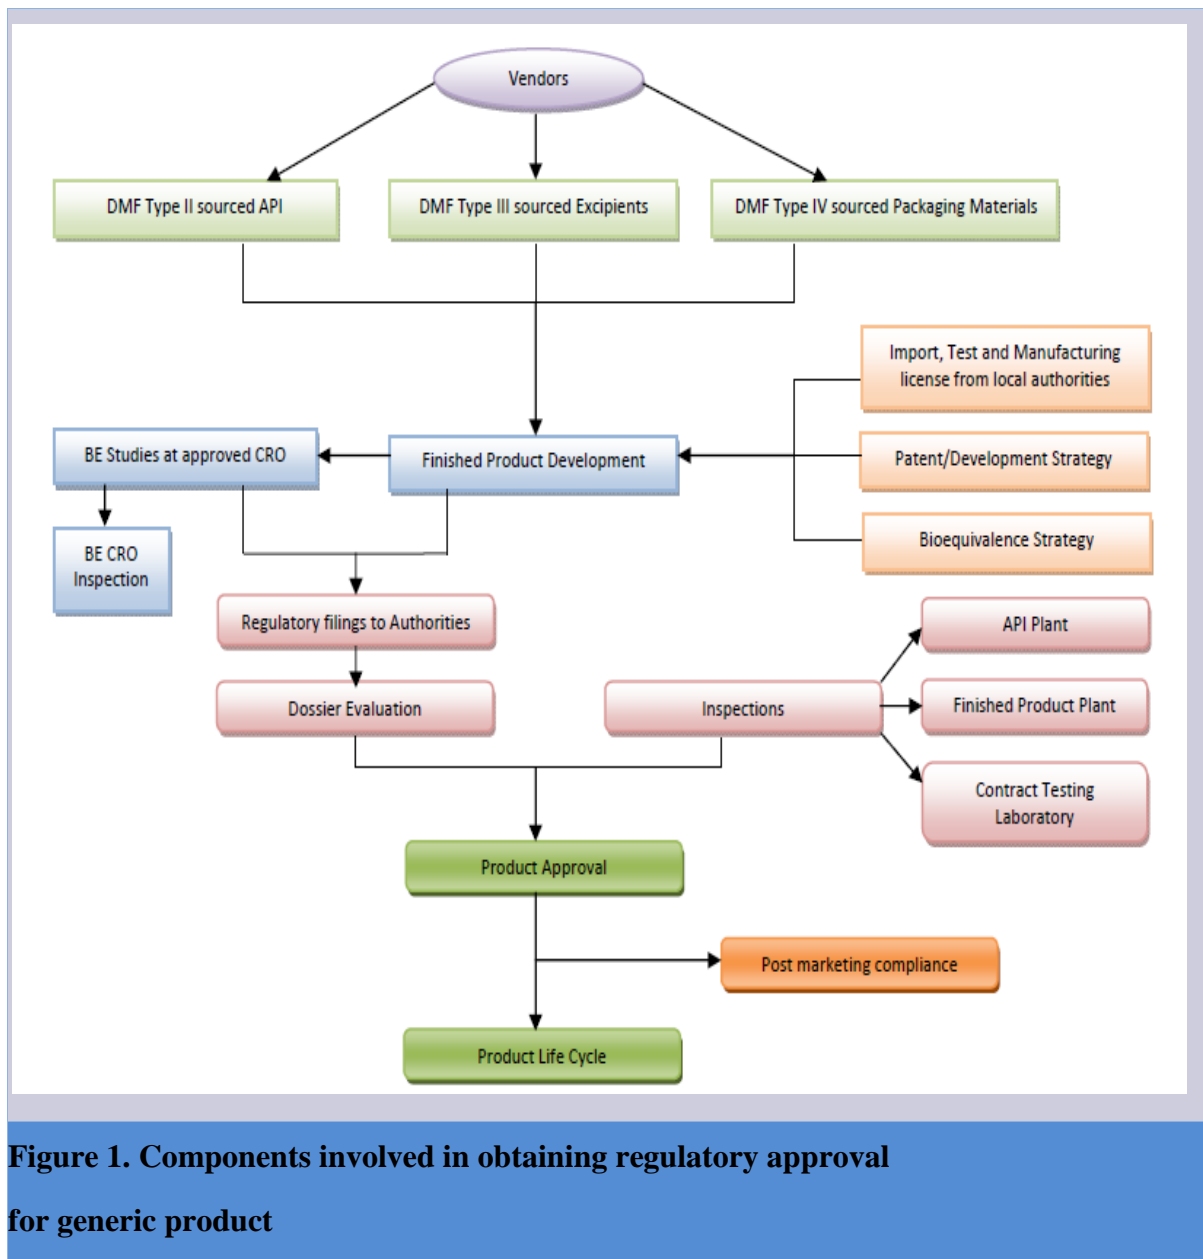 Vendors
DMF Type II sourced API
DMF Type III sourced Excipients
DMF Type IV sourced Packaging Materials
Import, Test and Manufacturing
license from local authorities
BE Studies at approved CRO
Finished Product Development
Patent/Development Strategy
Bioequivalence Strategy
BE CRO
Inspection
Regulatory filings to Authorities
API Plant
Dossier Evaluation
Inspections
Finished Product Plant
Contract Testing
Laboratory
Product Approval
Post marketing compliance
Product Life Cycle
Figure 1. Components involved in obtaining regulatory approval
for generic product